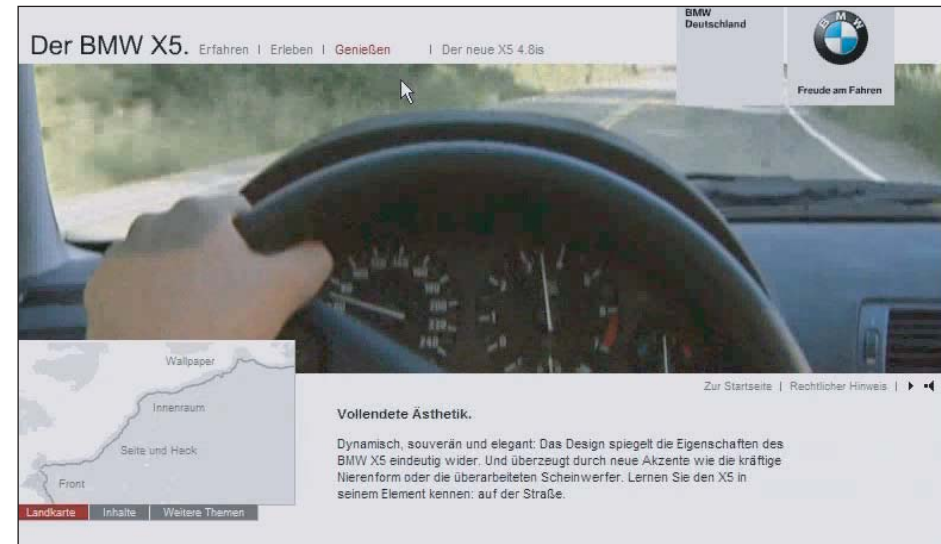 Der BMW X5. Erfahren | Erleben | Genießen | Der neue X5 4.8is
BMW
Deutschland
BMW
Freude am Fahren
Wallpaper
Innenraum
Seite und Heck
Front
Landkarte Inhalte Weitere Themen
Zur Startseite | Rechtlicher Hinweis |
Vollendete Ästhetik.
Dynamisch, souverän und elegant: Das Design spiegelt die Eigenschaften des
BMW X5 eindeutig wider. Und überzeugt durch neue Akzente wie die kräftige
Nierenform oder die überarbeiteten Scheinwerfer. Lernen Sie den X5 in
seinem Element kennen: auf der Straße.